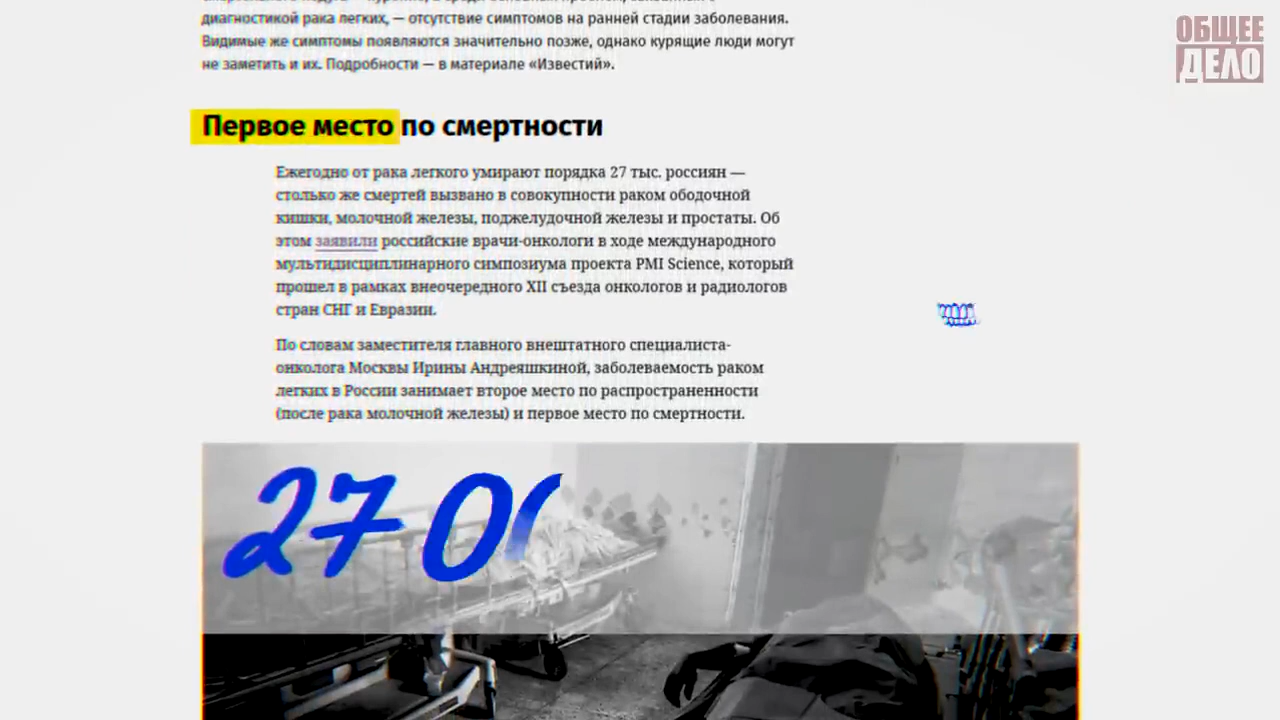 диагностикой рака легких, — отсутствие симптомов на ранней стадии заболевания.
Видимые же симптомы появляются значительно позже, однако курящие люди могут
не заметить и их. Подробности — в материале «Известий».
ОБЩЕЕ
ДЕЛО
Первое место по смертности
Ежегодно от рака легкого умирают порядка 27 тыс. россиян —
столько же смертей вызвано в совокупности раком ободочной
кишки, молочной железы, поджелудочной железы и простаты. Об
этом заявили российские врачи-онкологи в ходе международного
мультидисциплинарного симпозиума проекта PMI Science, который
прошел в рамках внеочередного XII съезда онкологов и радиологов
стран СНГ и Евразии.
По словам заместителя главного внештатного специалиста-
онколога Москвы Ирины Андреяшкиной, заболеваемость раком
легких в России занимает второе место по распространенности
(после рака молочной железы) и первое место по смертности.
27 0